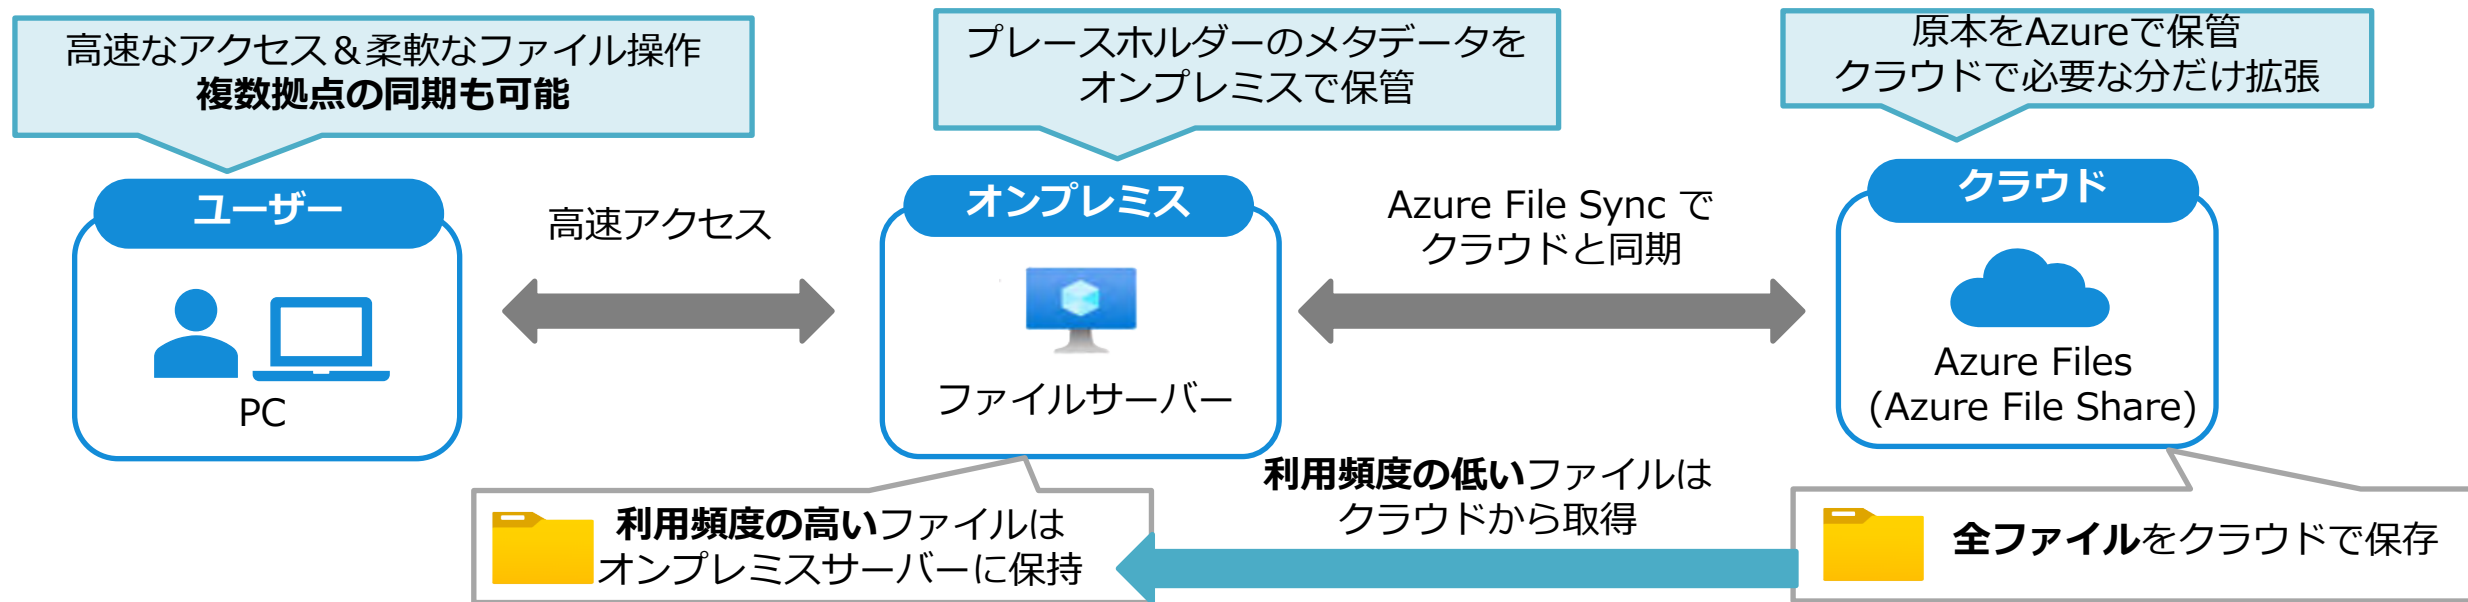 高速なアクセス＆柔軟なファイル操作
複数拠点の同期も可能
プレースホルダーのメタデータを
オンプレミスで保管
原本をAzureで保管
クラウドで必要な分だけ拡張
ユーザー
PC
高速アクセス
オンプレミス
ファイルサーバー
Azure File Sync で
クラウドと同期
クラウド
Azure Files
(Azure File Share)
利用頻度の高いファイルは
オンプレミスサーバーに保持
利用頻度の低いファイルは
クラウドから取得
全ファイルをクラウドで保存